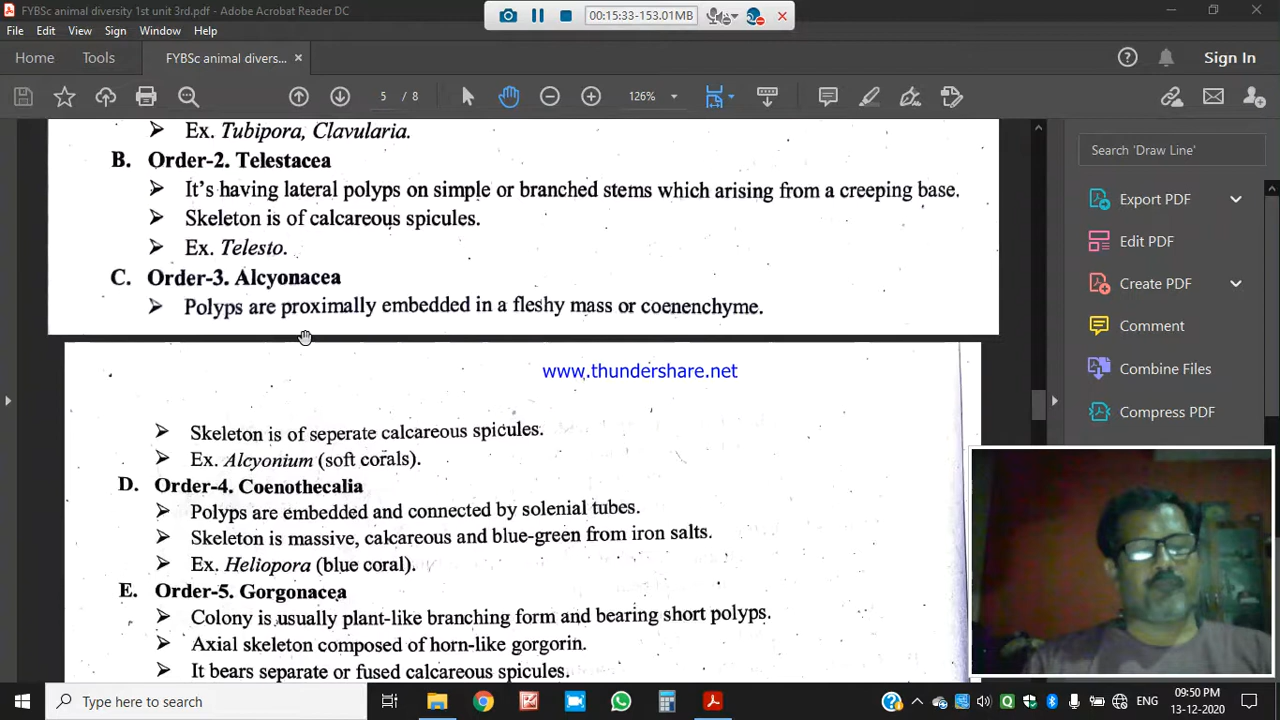 FYBSc animal diversity 1st unit 3rd.pdf - Adobe Acrobat Reader DC
00:15:33-153.01MB
File Edit View Sign Window Help
Home Tools FYBSc animal divers... Sign In
5 / 8 126%
Ex. Tubipora, Clavularia.
B. Order-2. Telestacea
It's having lateral polyps on simple or branched stems which arising from a creeping base.
Skeleton is of calcareous spicules.
Ex. Telesto.
C. Order-3. Alcyonacea
Polyps are proximally embedded in a fleshy mass or coenenchyme.
www.thundershare.net
Skeleton is of seperate calcareous spicules.
Ex. Alcyonium (soft corals).
D. Order-4. Coenothecalia
Polyps are embedded and connected by solenial tubes.
Skeleton is massive, calcareous and blue-green from iron salts.
Ex. Heliopora (blue coral).
E. Order-5. Gorgonacea
Colony is usually plant-like branching form and bearing short polyps.
Axial skeleton composed of horn-like gorgorin.
It bears separate or fused calcareous spicules.
Search 'Draw Line'
Export PDF
Edit PDF
Create PDF
Comment
Combine Files
Compress PDF
Type here to search
ENG
09:50 PM
13-12-2020